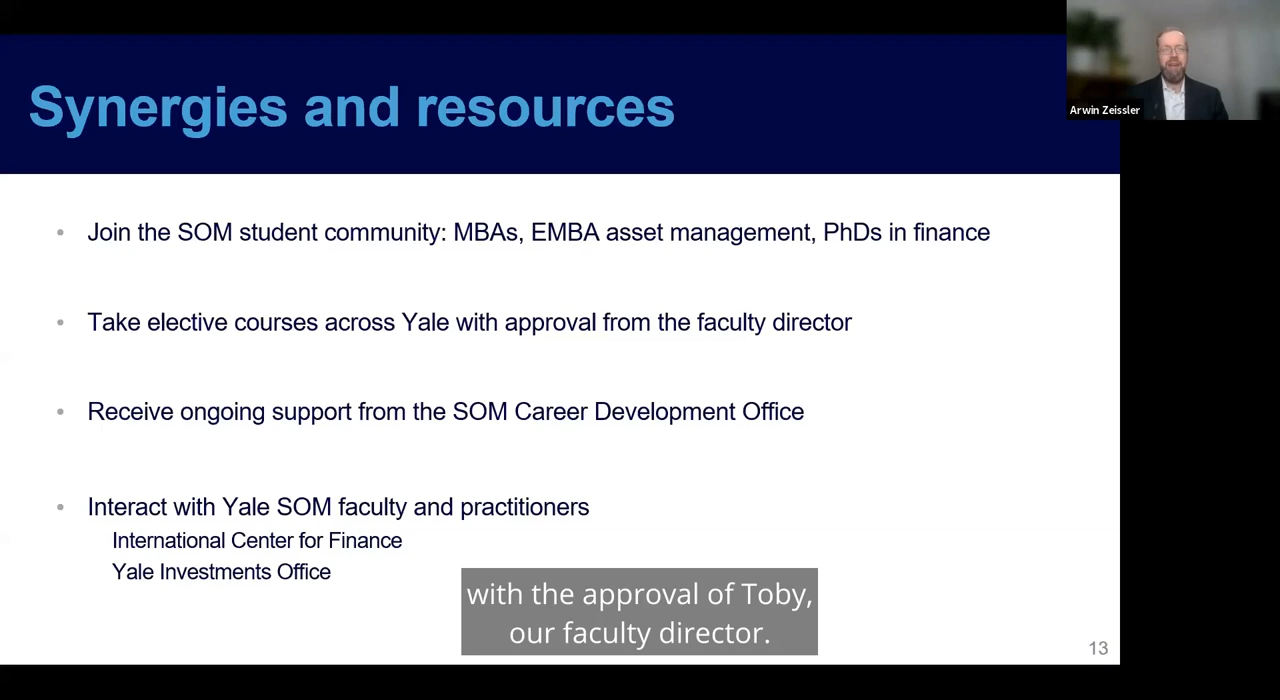 Synergies and resources
Arwin Zeissler
• Join the SOM student community: MBAs, EMBA asset management, PhDs in finance
• Take elective courses across Yale with approval from the faculty director
• Receive ongoing support from the SOM Career Development Office
• Interact with Yale SOM faculty and practitioners
International Center for Finance
Yale Investments Office
with the approval of Toby,
our faculty director.
13